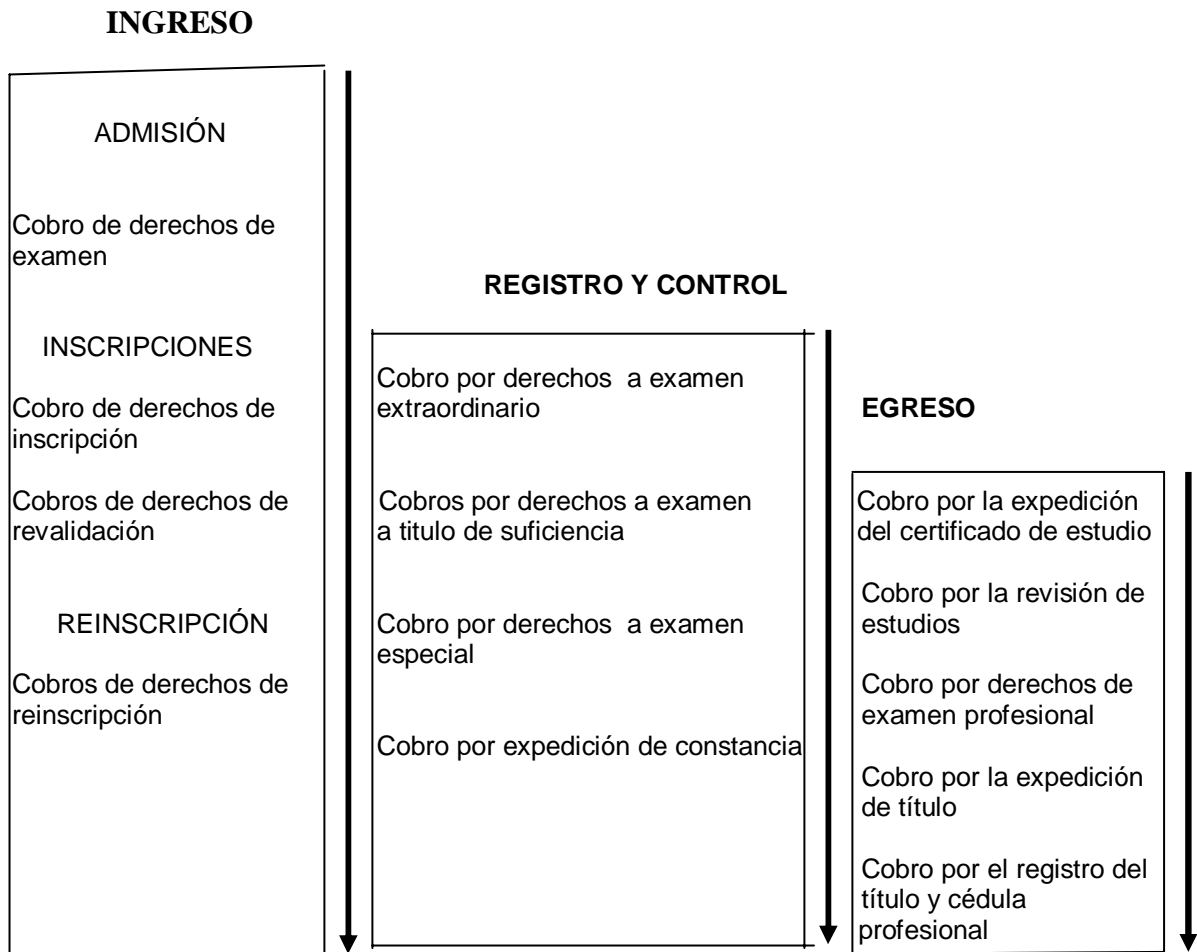 INGRESO
ADMISIÓN
Cobro de derechos de
examen
INSCRIPCIONES
Cobro de derechos de
inscripción
Cobros de derechos de
revalidación
REINSCRIPCIÓN
Cobros de derechos de
reinscripción
REGISTRO Y CONTROL
Cobro por derechos a examen
extraordinario
Cobros por derechos a examen
a titulo de suficiencia
Cobro por derechos a examen
especial
Cobro por expedición de constancia
EGRESO
Cobro por la expedición
del certificado de estudio
Cobro por la revisión de
estudios
Cobro por derechos de
examen profesional
Cobro por la expedición
de título
Cobro por el registro del
título y cédula
profesional